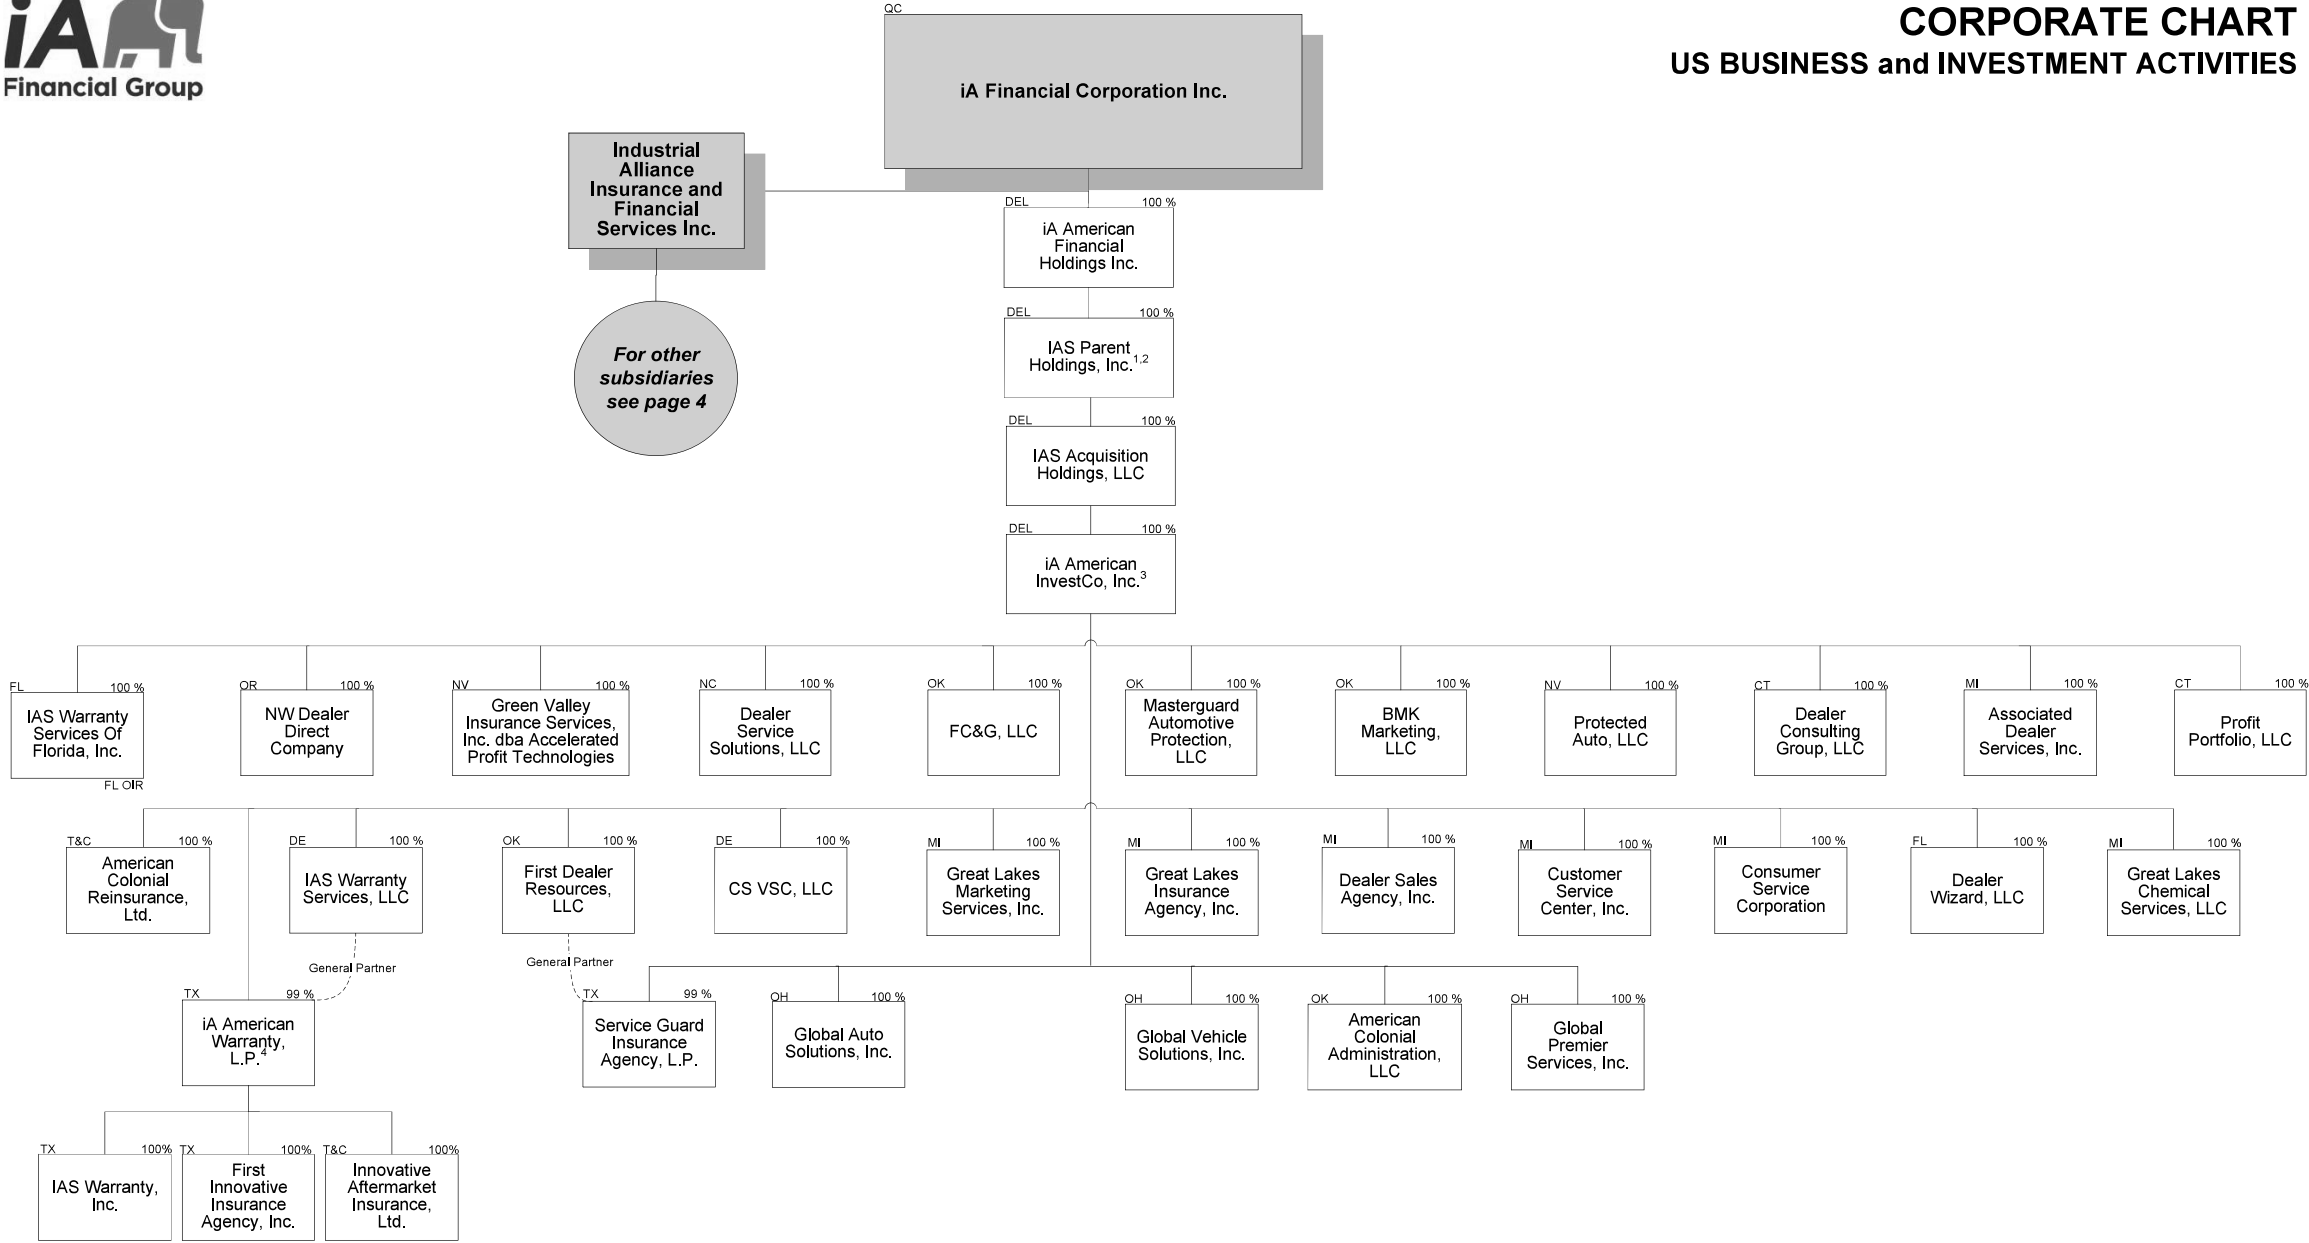 iA
Financial Group
CORPORATE CHART
US BUSINESS and INVESTMENT ACTIVITIES
QC
iA Financial Corporation Inc.
Industrial
Alliance
Insurance and
Financial
Services Inc.
For other
subsidiaries
see page 4
DEL 100 %
iA American
Financial
Holdings Inc.
DEL 100 %
IAS Parent
Holdings, Inc.1,2
DEL 100 %
IAS Acquisition
Holdings, LLC
DEL 100 %
iA American
InvestCo, Inc.3
FL 100 %
IAS Warranty
Services Of
Florida, Inc.
FL OIR
OR 100 %
NW Dealer
Direct
Company
NV 100 %
Green Valley
Insurance Services,
Inc. dba Accelerated
Profit Technologies
NC 100 %
Dealer
Service
Solutions, LLC
OK 100 %
FC&G, LLC
OK 100 %
Masterguard
Automotive
Protection,
LLC
OK 100 %
BMK
Marketing,
LLC
NV 100 %
Protected
Auto, LLC
CT 100 %
Dealer
Consulting
Group, LLC
MI 100 %
Associated
Dealer
Services, Inc.
CT 100 %
Profit
Portfolio, LLC
T&C 100 %
American
Colonial
Reinsurance,
Ltd.
DE 100 %
IAS Warranty
Services, LLC
OK 100 %
First Dealer
Resources,
LLC
DE 100 %
CS VSC, LLC
MI 100 %
Great Lakes
Marketing
Services, Inc.
MI 100 %
Great Lakes
Insurance
Agency, Inc.
MI 100 %
Dealer Sales
Agency, Inc.
MI 100 %
Customer
Service
Center, Inc.
MI 100 %
Consumer
Service
Corporation
FL 100 %
Dealer
Wizard, LLC
MI 100 %
Great Lakes
Chemical
Services, LLC
General Partner
General Partner
TX 99 %
iA American
Warranty,
L.P.4
TX 99 %
Service Guard
Insurance
Agency, L.P.
OH 100 %
Global Auto
Solutions, Inc.
OH 100 %
Global Vehicle
Solutions, Inc.
OK 100 %
American
Colonial
Administration,
LLC
OH 100 %
Global
Premier
Services, Inc.
TX 100%
IAS Warranty,
Inc.
TX 100%
First
Innovative
Insurance
Agency, Inc.
T&C 100%
Innovative
Aftermarket
Insurance,
Ltd.